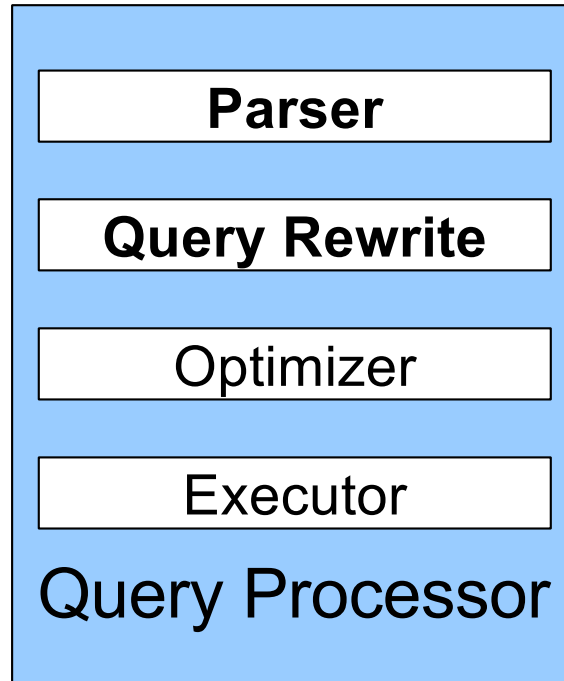 Parser
Query Rewrite
Optimizer
Executor
Query Processor